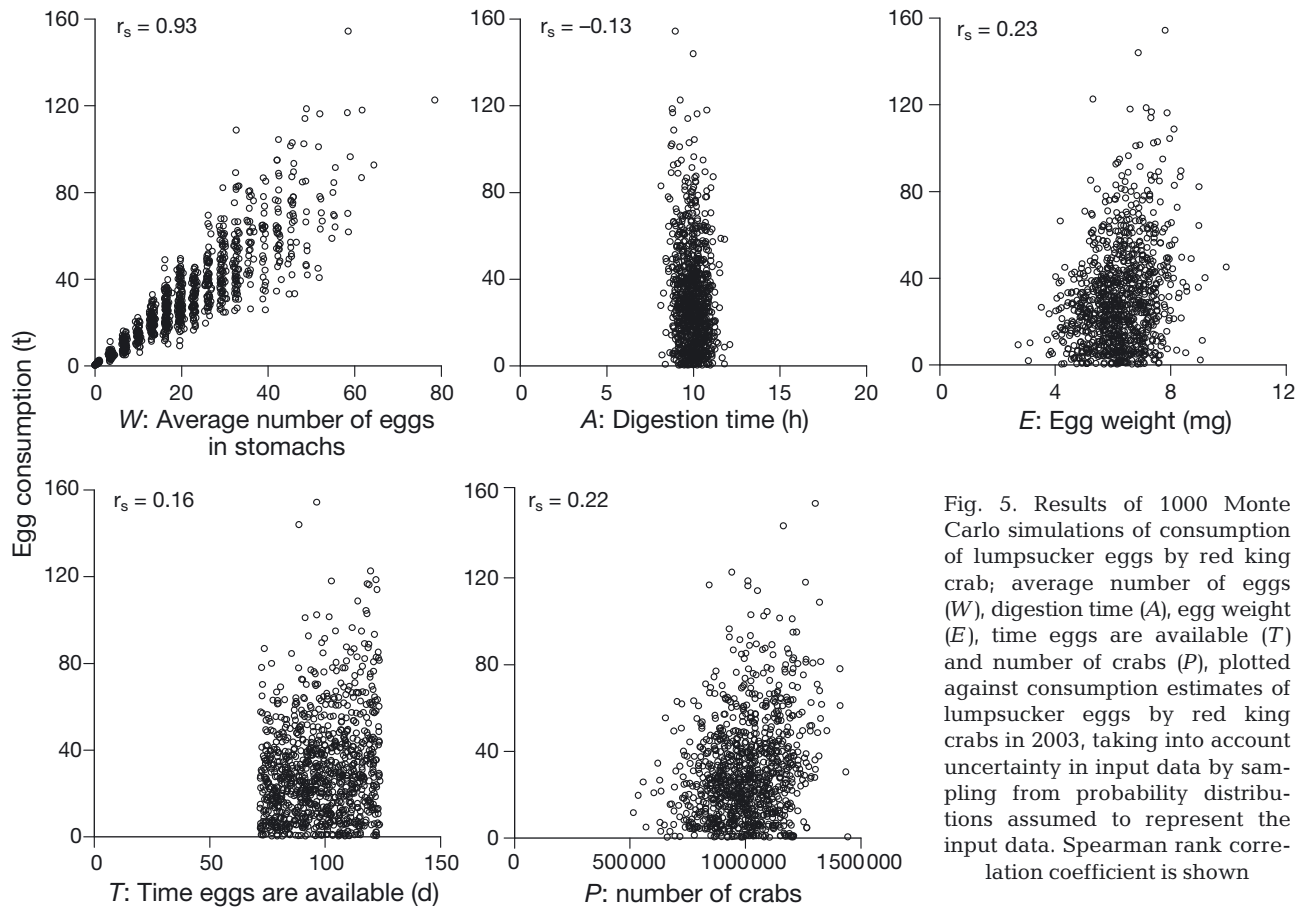 160
120
80
40
0
r_s = 0.93
0 20 40 60 80
W: Average number of eggs
in stomachs
160
120
80
40
0
r_s = –0.13
0 5 10 15 20
A: Digestion time (h)
160
120
80
40
0
r_s = 0.23
0 4 8 12
E: Egg weight (mg)
Egg consumption (t)
160
120
80
40
0
r_s = 0.16
0 50 100 150
T: Time eggs are available (d)
160
120
80
40
0
r_s = 0.22
0 500000 1000000 1500000
P: number of crabs
Fig. 5. Results of 1000 Monte
Carlo simulations of consumption
of lumpsucker eggs by red king
crab; average number of eggs
(W), digestion time (A), egg weight
(E), time eggs are available (T)
and number of crabs (P), plotted
against consumption estimates of
lumpsucker eggs by red king
crabs in 2003, taking into account
uncertainty in input data by sam-
pling from probability distribu-
tions assumed to represent the
input data. Spearman rank corre-
lation coefficient is shown